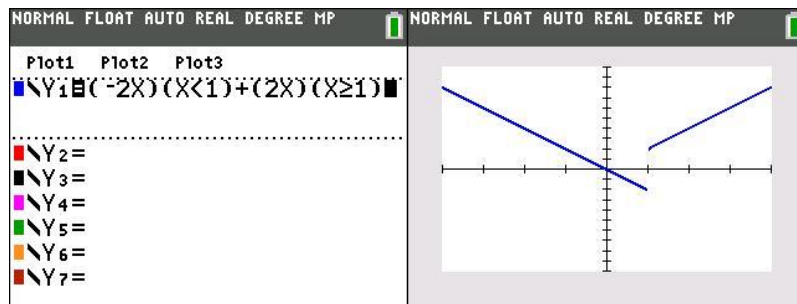 NORMAL FLOAT AUTO REAL DEGREE MP
Plot1 Plot2 Plot3
\Y₁=(⁻2X)(X<1)+(2X)(X≥1)
\Y₂=
\Y₃=
\Y₄=
\Y₅=
\Y₆=
\Y₇=
NORMAL FLOAT AUTO REAL DEGREE MP